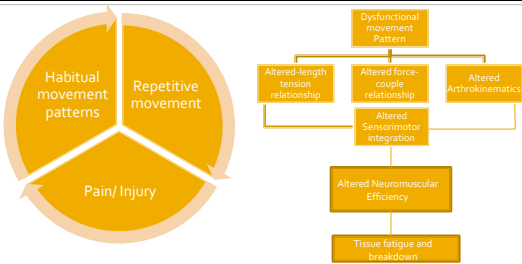 Habitual
movement
patterns
Repetitive
movement
Pain/ Injury
Dysfunctional
movement
Pattern
Altered-length
tension
relationship
Altered force-
couple
relationship
Altered
Arthrokinematics
Altered
Sensorimotor
integration
Altered Neuromuscular
Efficiency
Tissue fatigue and
breakdown